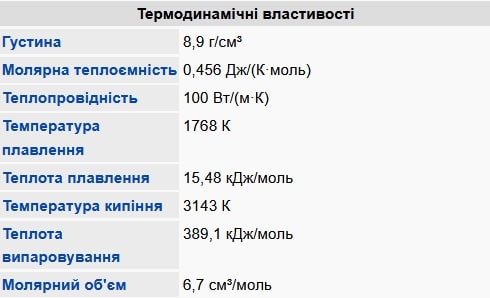 Термодинамічні властивості
Густина 8,9 г/см³
Молярна теплоємність 0,456 Дж/(К·моль)
Теплопровідність 100 Вт/(м·К)
Температура 1768 К
плавлення
Теплота плавлення 15,48 кДж/моль
Температура кипіння 3143 К
Теплота 389,1 кДж/моль
випаровування
Молярний об'єм 6,7 см³/моль